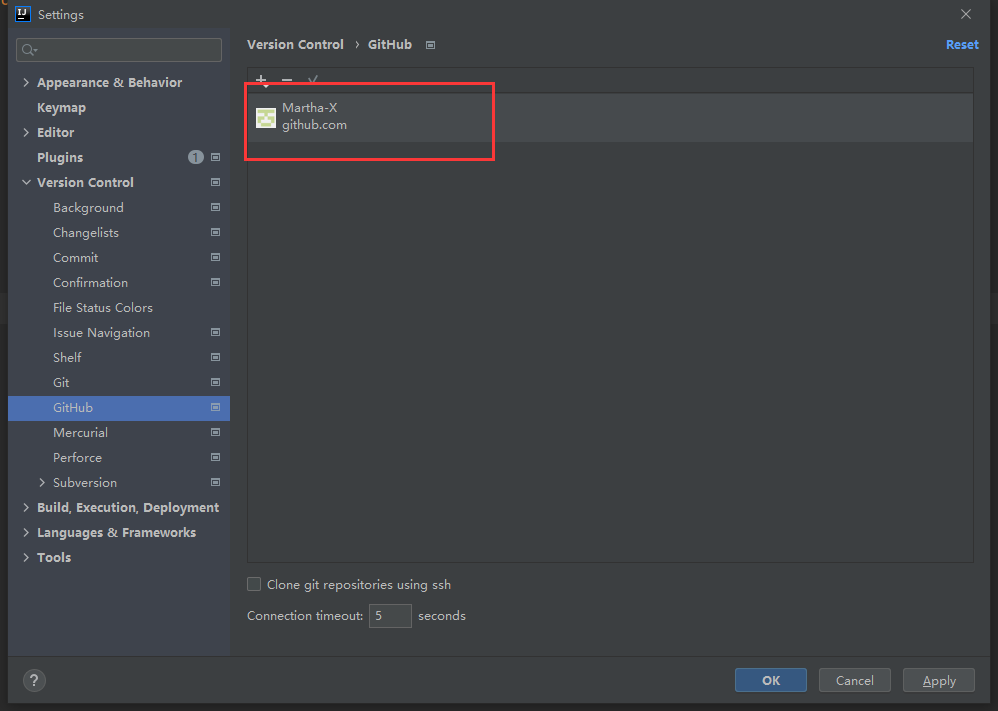 Settings
Version Control › GitHub
Reset
Appearance & Behavior
Keymap
Editor
Plugins 1
Version Control
Background
Changelists
Commit
Confirmation
File Status Colors
Issue Navigation
Shelf
Git
GitHub
Mercurial
Perforce
Subversion
Build, Execution, Deployment
Languages & Frameworks
Tools
Martha-X
github.com
Clone git repositories using ssh
Connection timeout: 5 seconds
? OK Cancel Apply